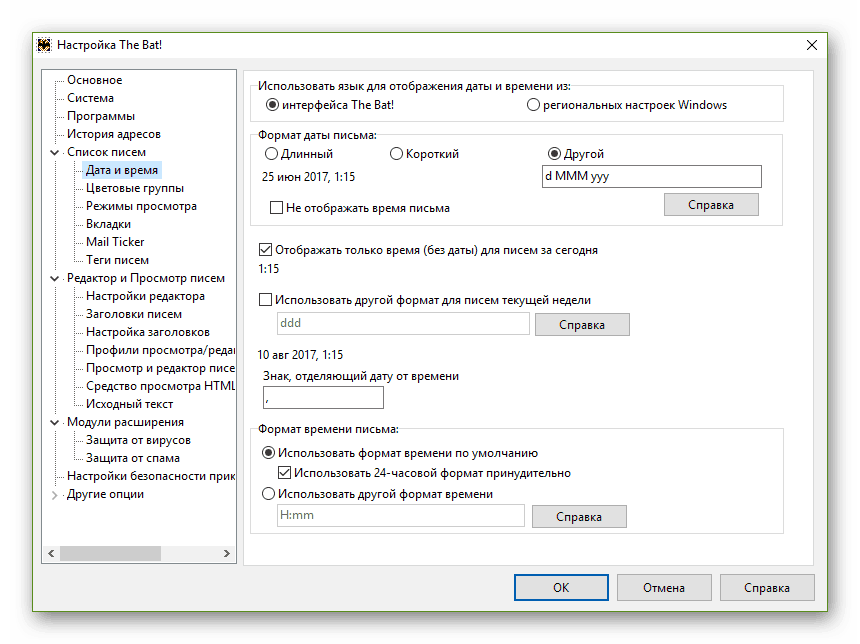 Настройка The Bat!
Основное
Система
Программы
История адресов
Список писем
Дата и время
Цветовые группы
Режимы просмотра
Вкладки
Mail Ticker
Теги писем
Редактор и Просмотр писем
Настройки редактора
Заголовки писем
Настройка заголовков
Профили просмотра/редак
Просмотр и редактор писе
Средство просмотра HTML
Исходный текст
Модули расширения
Защита от вирусов
Защита от спама
Настройки безопасности прик
Другие опции
Использовать язык для отображения даты и времени из:
интерфейса The Bat!
региональных настроек Windows
Формат даты письма:
Длинный
Короткий
Другой
25 июн 2017, 1:15
d MMM yyy
Не отображать время письма
Справка
Отображать только время (без даты) для писем за сегодня
1:15
Использовать другой формат для писем текущей недели
ddd
Справка
10 авг 2017, 1:15
Знак, отделяющий дату от времени
,
Формат времени письма:
Использовать формат времени по умолчанию
Использовать 24-часовой формат принудительно
Использовать другой формат времени
H:mm
Справка
OK
Отмена
Справка